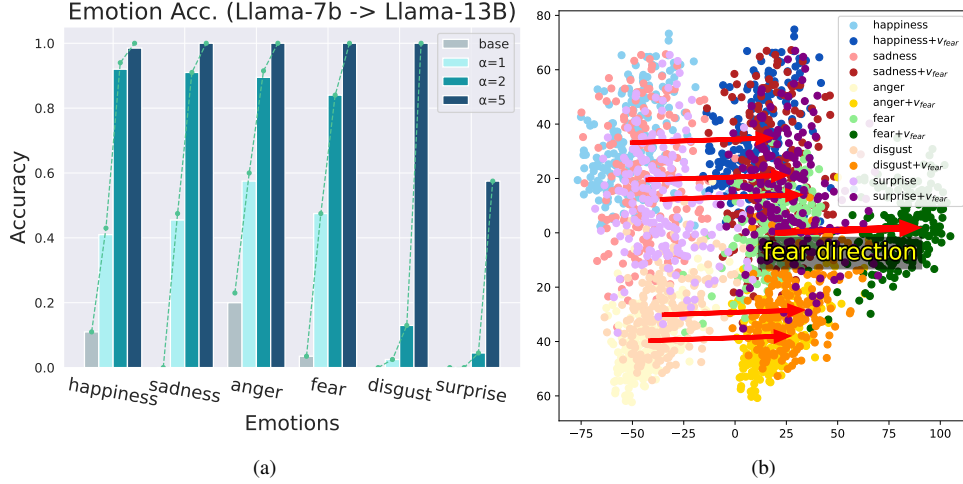 Emotion Acc. (Llama-7b -> Llama-13B)
base
α=1
α=2
α=5
1.0
0.8
0.6
0.4
0.2
0.0
Accuracy
happiness
sadness
anger
fear
disgust
surprise
Emotions
(a)
80
60
40
20
0
20
40
60
happiness
happiness+v_fear
sadness
sadness+v_fear
anger
anger+v_fear
fear
fear+v_fear
disgust
disgust+v_fear
surprise
surprise+v_fear
fear direction
−75
−50
−25
0
25
50
75
100
(b)